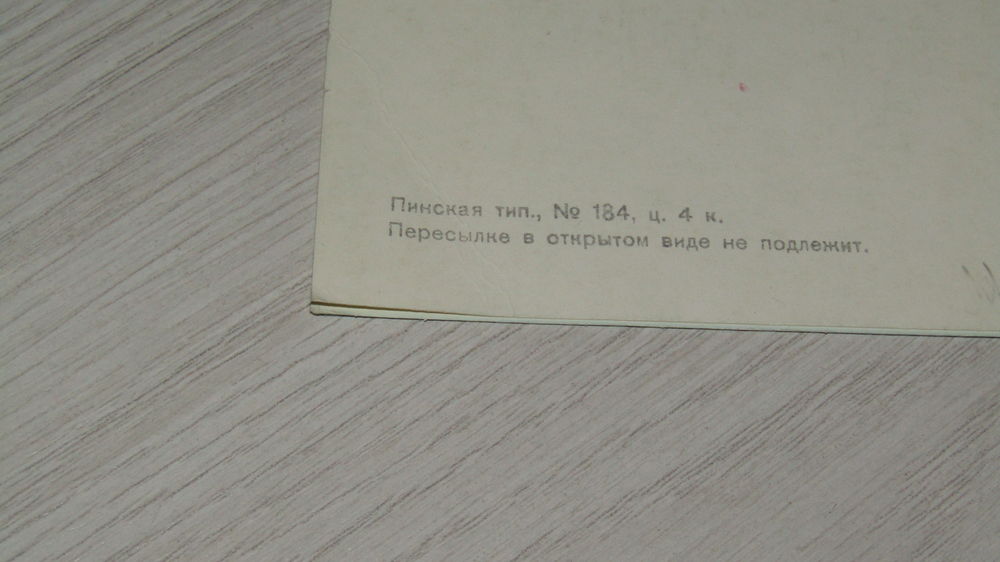 Пинская тип., № 184, ц. 4 к.
Пересылке в открытом виде не подлежит.